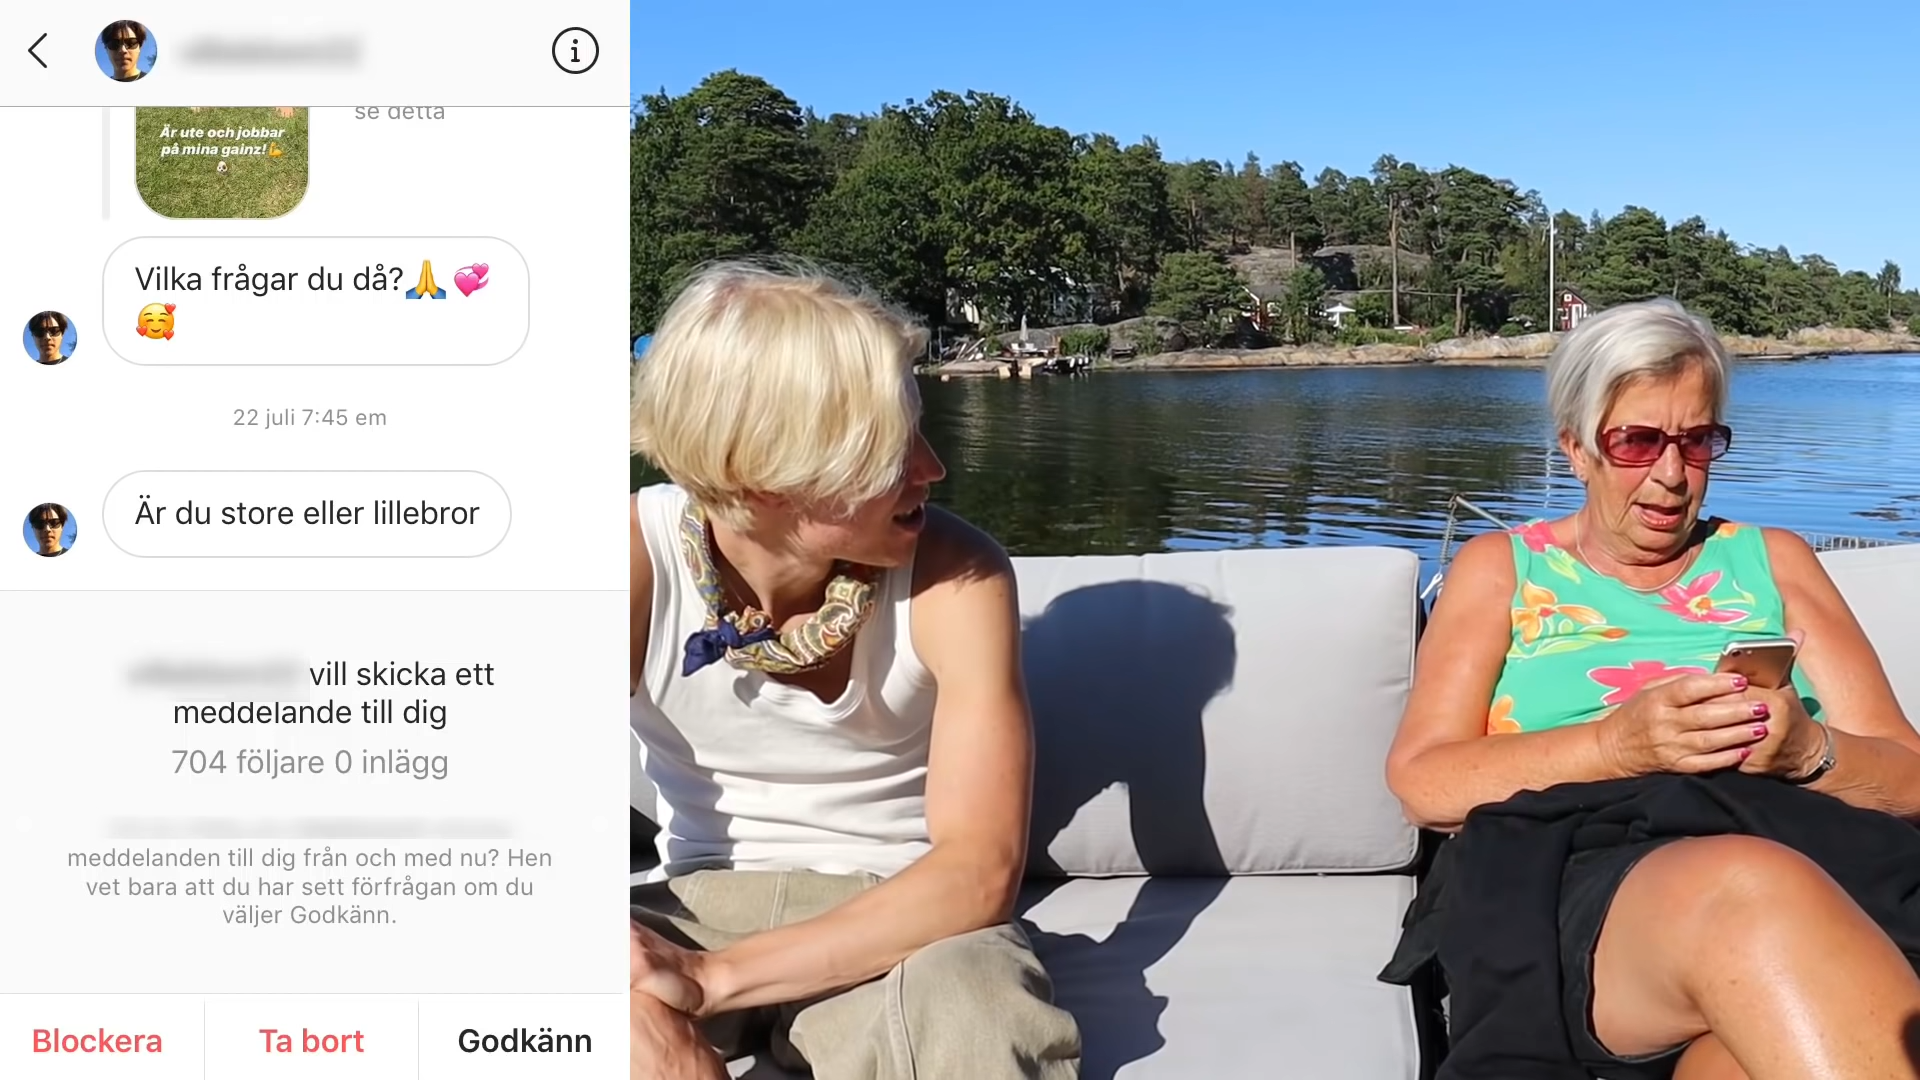 se detta
Är ute och jobbar
på mina gainz!💪
Vilka frågar du då?🙏💞
🥰
22 juli 7:45 em
Är du store eller lillebror
vill skicka ett
meddelande till dig
704 följare 0 inlägg
meddelanden till dig från och med nu? Hen
vet bara att du har sett förfrågan om du
väljer Godkänn.
Blockera
Ta bort
Godkänn